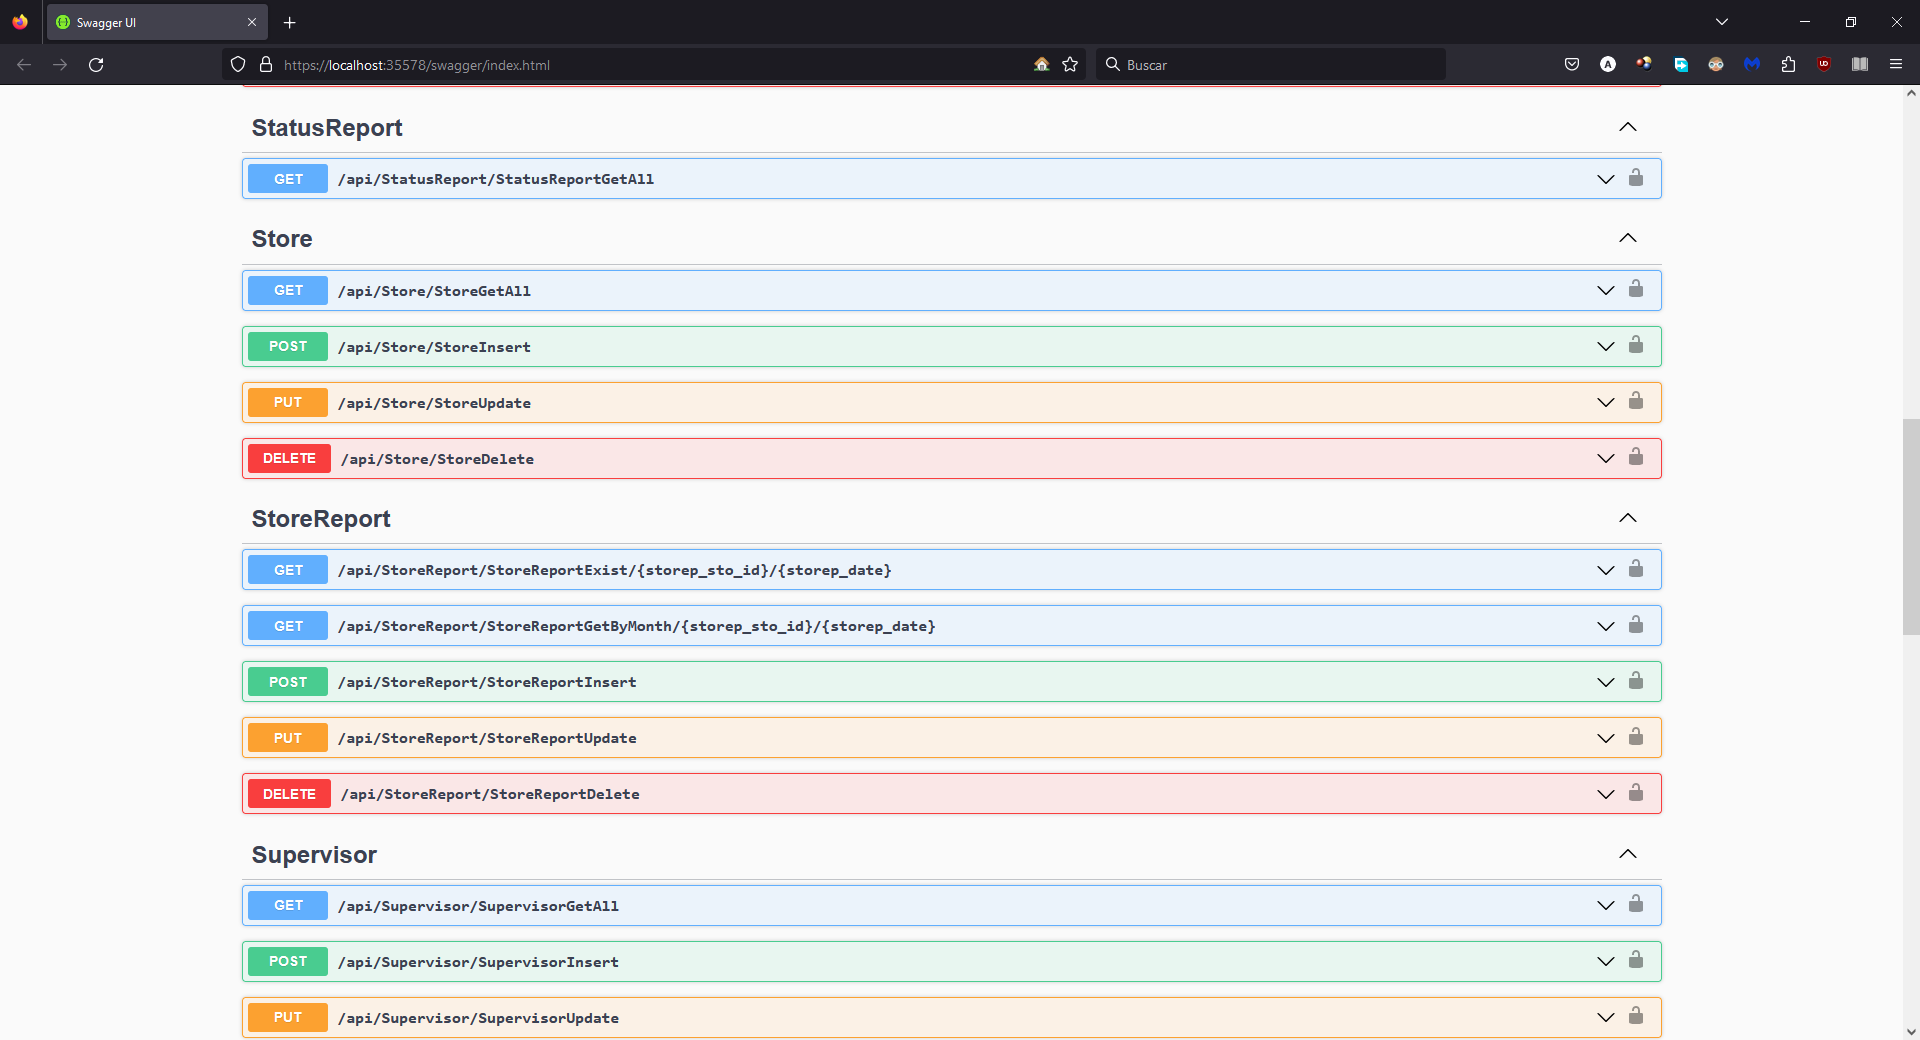 Swagger UI
https://localhost:35578/swagger/index.html
Buscar
StatusReport
GET /api/StatusReport/StatusReportGetAll
Store
GET /api/Store/StoreGetAll
POST /api/Store/StoreInsert
PUT /api/Store/StoreUpdate
DELETE /api/Store/StoreDelete
StoreReport
GET /api/StoreReport/StoreReportExist/{storep_sto_id}/{storep_date}
GET /api/StoreReport/StoreReportGetByMonth/{storep_sto_id}/{storep_date}
POST /api/StoreReport/StoreReportInsert
PUT /api/StoreReport/StoreReportUpdate
DELETE /api/StoreReport/StoreReportDelete
Supervisor
GET /api/Supervisor/SupervisorGetAll
POST /api/Supervisor/SupervisorInsert
PUT /api/Supervisor/SupervisorUpdate